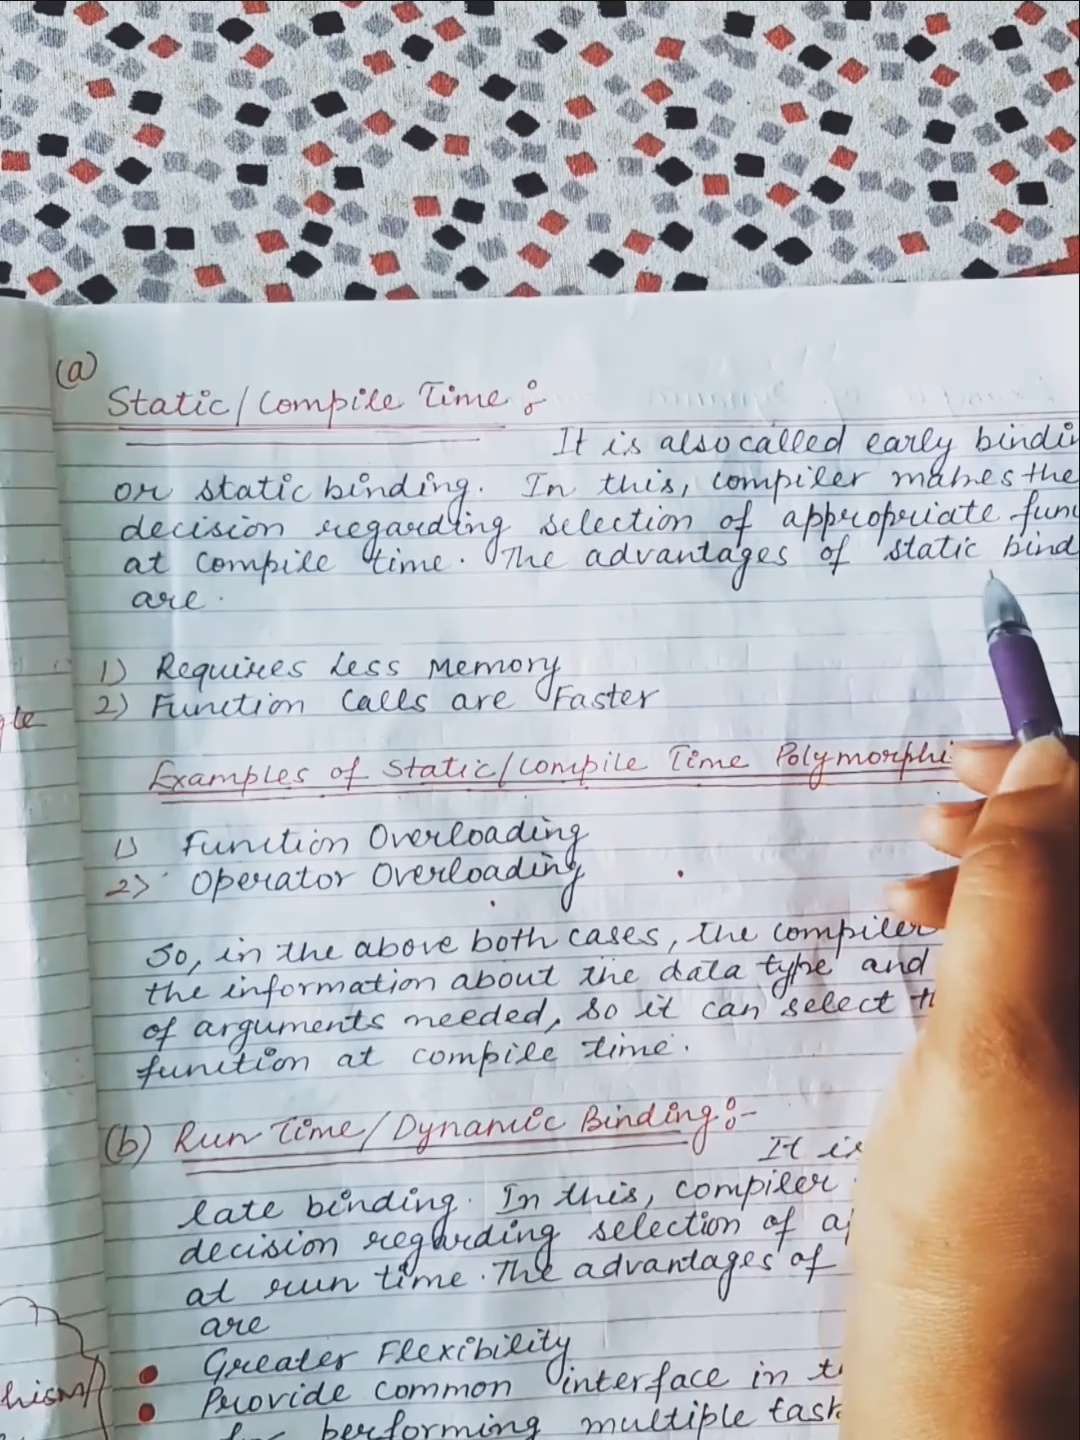 (a)
Static/Compile Time :-
It is also called early bindi
or static binding. In this, compiler makes the
decision regarding selection of appropriate fun
at compile time. The advantages of static bind
are.
1) Requires Less Memory
2) Function Calls are Faster
Examples of Static/Compile Time Polymorphi
1) Function Overloading
2) Operator Overloading
So, in the above both cases, the compiler
the information about the data type and
of arguments needed, so it can select
function at compile time.
(b) Run Time/Dynamic Binding :-
It is
late binding. In this, compiler
decision regarding selection of
at run time. The advantages of
are
Greater Flexibility
Provide common interface in
for performing multiple task